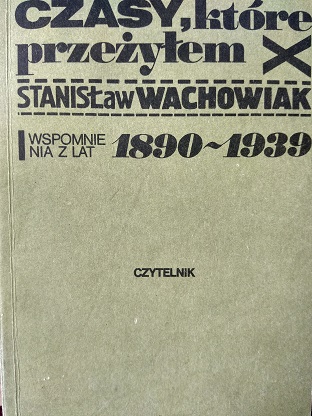 CZASY, które
przeżyłem X
STANISŁAW WACHOWIAK
WSPOMNIE
NIA Z LAT 1890~1939
CZYTELNIK